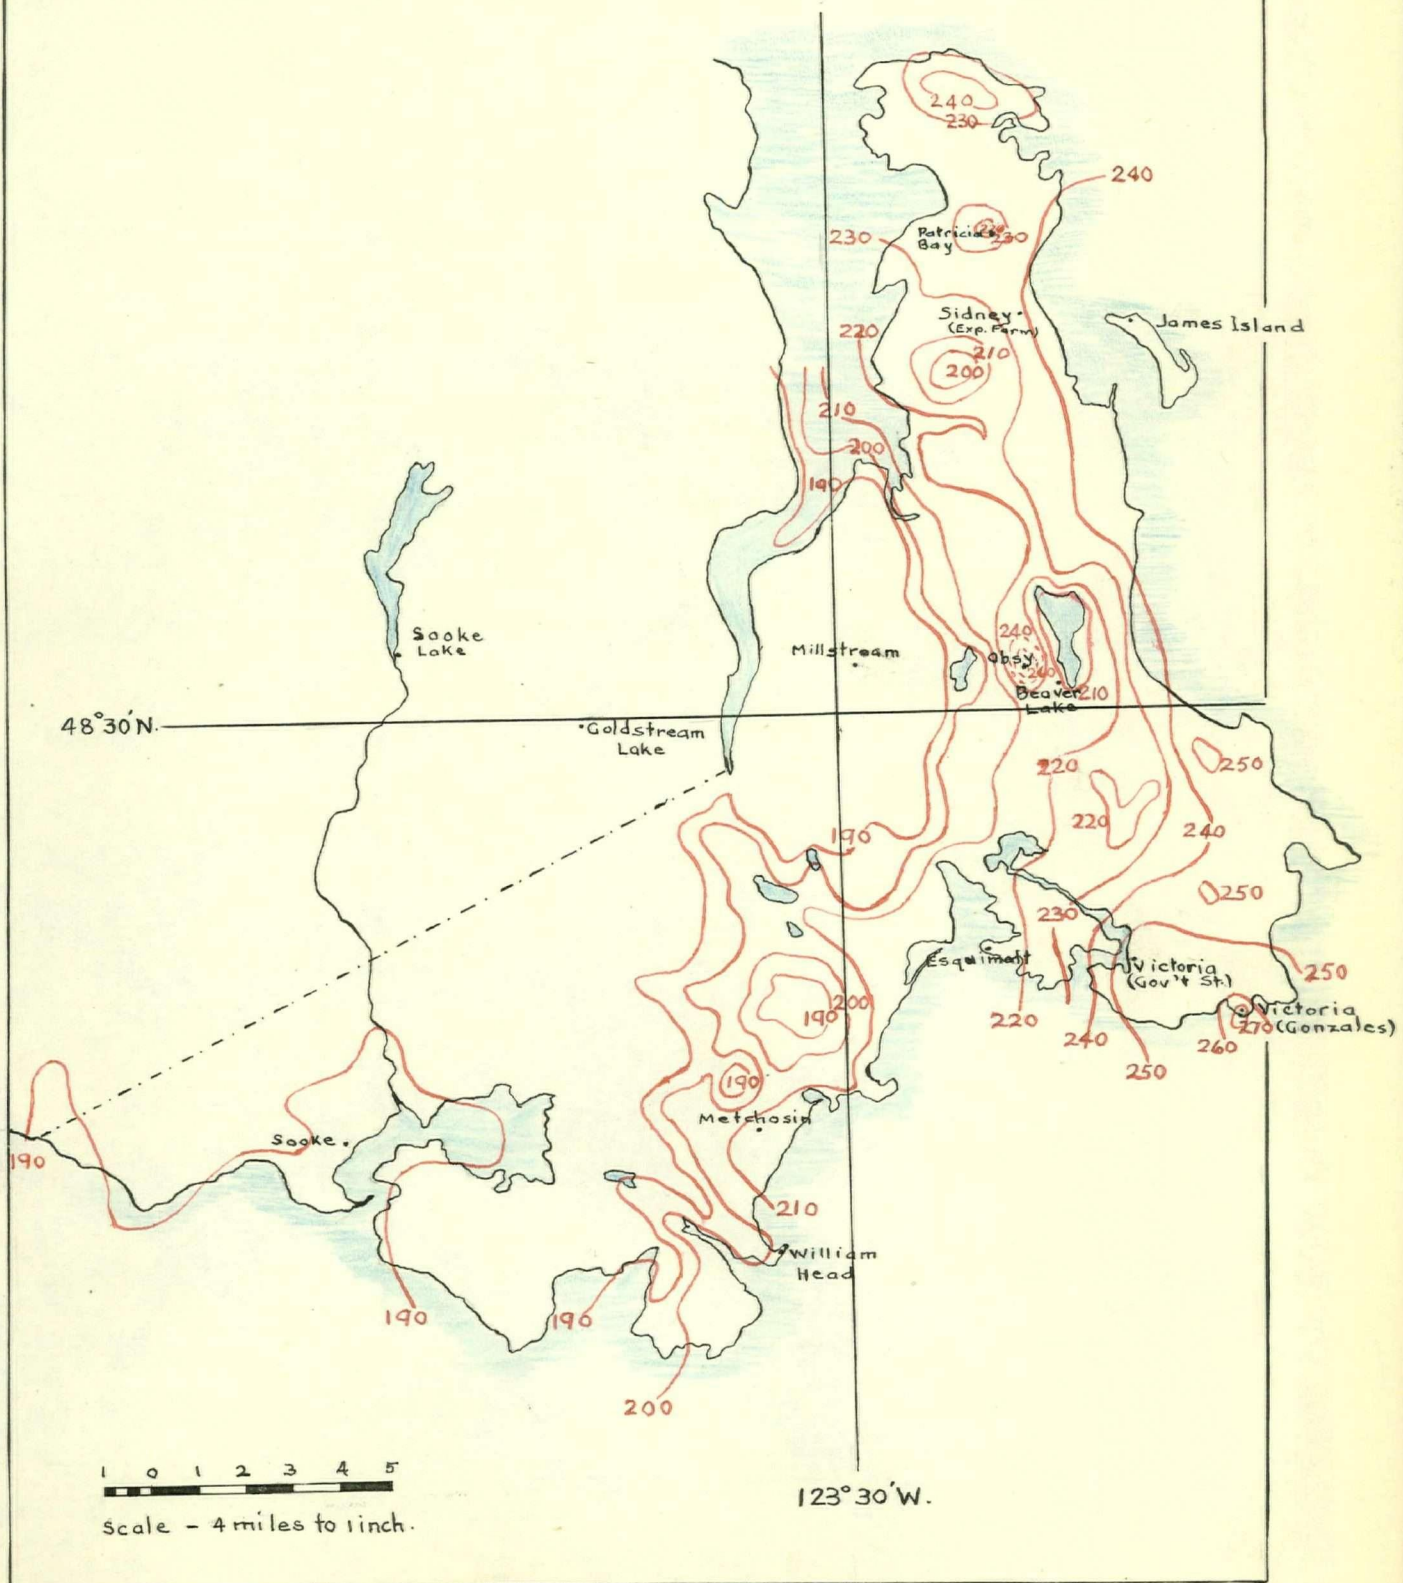 240
230
240
230
Patricia
Bay
230
Sidney
(Exp. Farm)
James Island
220
210
200
210
200
190
Sooke
Lake
Millstream
240
Obsy
240
Beaver
Lake
210
48°30'N.
Goldstream
Lake
220
250
220
190
240
250
230
Esquimalt
Victoria
(Gov't St.)
250
200
190
220
240
250
260
270
Victoria
(Gonzales)
190
Metchosin
Sooke
190
210
William
Head
190
190
200
1 0 1 2 3 4 5
Scale - 4 miles to 1 inch.
123°30'W.